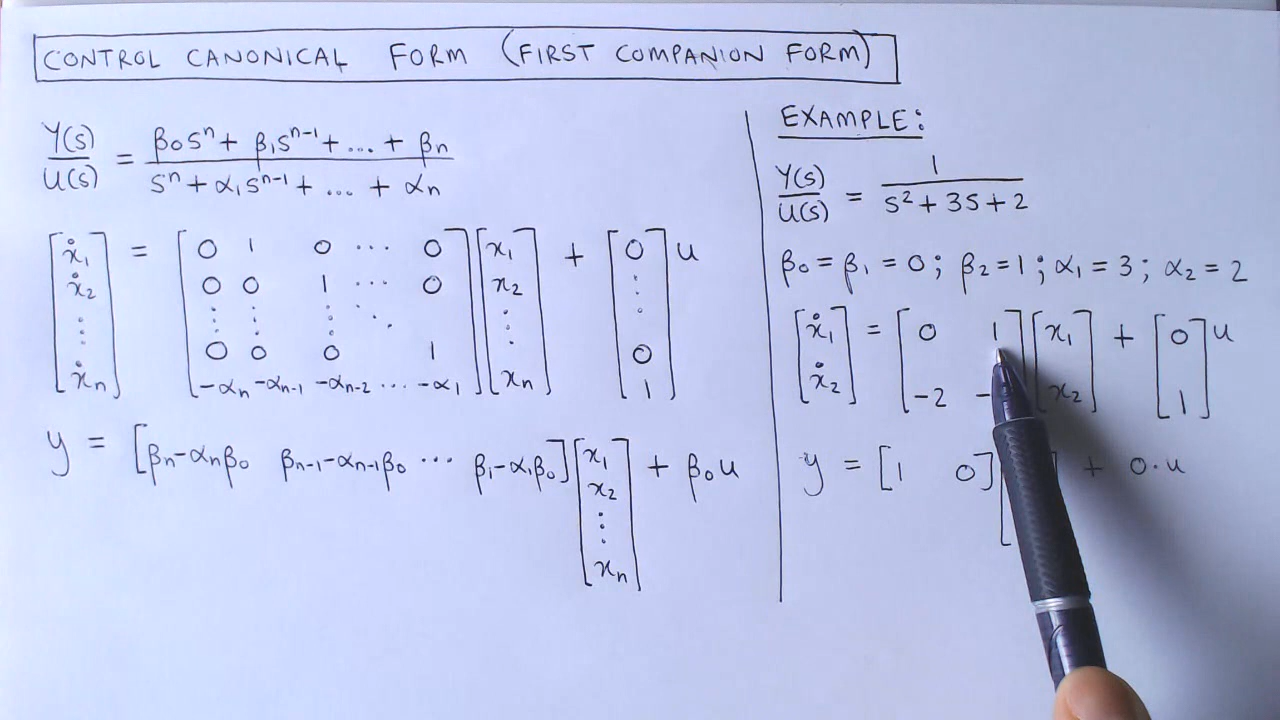 CONTROL CANONICAL FORM (FIRST COMPANION FORM)
Y(s)/U(s) = (β0s^n + β1s^(n-1) + ... + βn)/(s^n + α1s^(n-1) + ... + αn)
[ẋ1] = [0 1 0 ... 0][x1] + [0]u
[ẋ2] [0 0 1 ... 0][x2] [⋮]
[⋮] [⋮ ⋮ ⋮ ⋱][⋮] [⋮]
[0 0 0 1] [0]
[ẋn] [-αn -αn-1 -αn-2 ... -α1][xn] [1]
y = [βn-αnβ0 βn-1-αn-1β0 ... β1-α1β0][x1] + β0u
[x2]
[⋮]
[xn]
EXAMPLE:
Y(s)/U(s) = 1/(s² + 3s + 2)
β0 = β1 = 0; β2 = 1; α1 = 3; α2 = 2
[ẋ1] = [0 1][x1] + [0]u
[ẋ2] [-2 -][x2] [1]
y = [1 0][ ] + 0·u